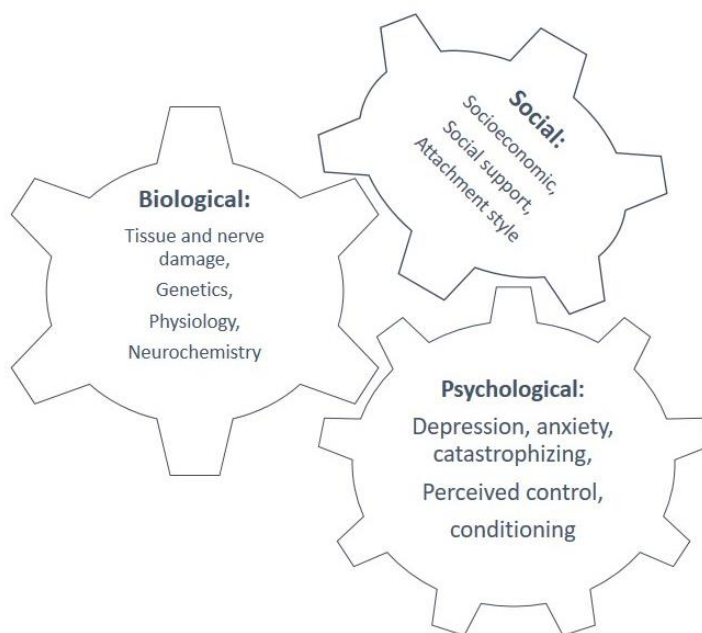 Social:
Socioeconomic,
Social support,
Attachment style
Biological:
Tissue and nerve
damage,
Genetics,
Physiology,
Neurochemistry
Psychological:
Depression, anxiety,
catastrophizing,
Perceived control,
conditioning